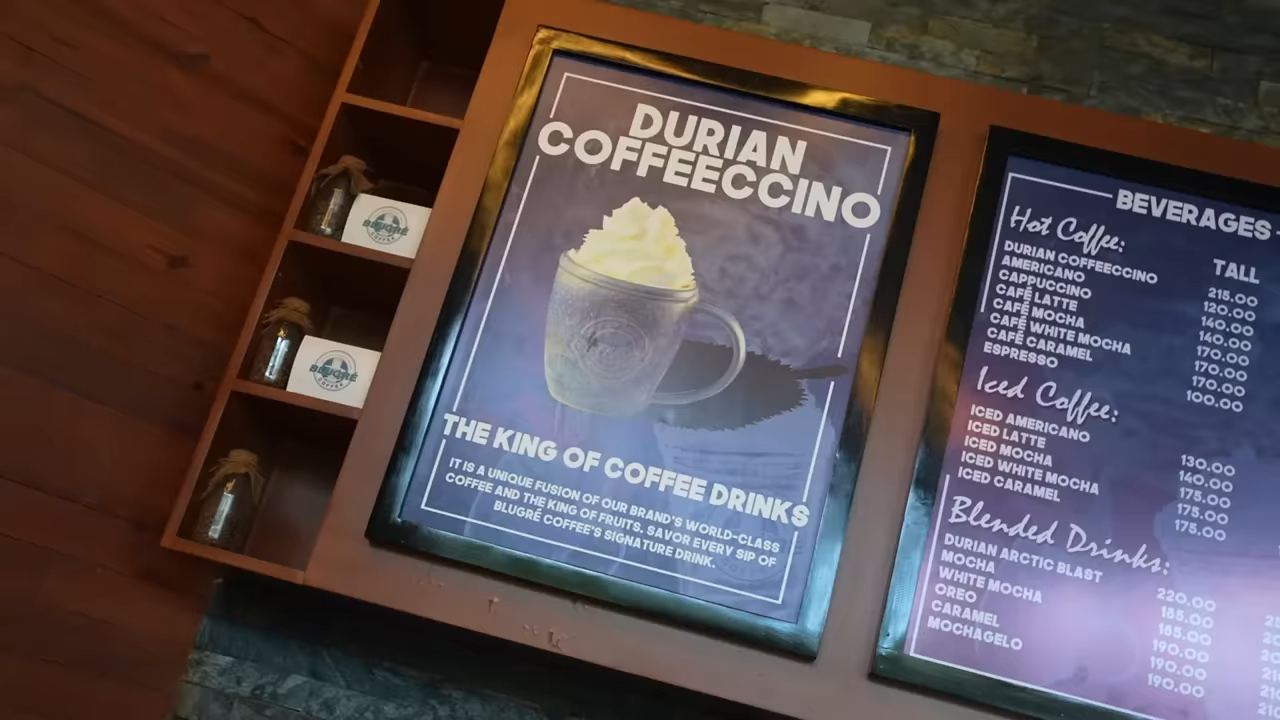 DURIAN
COFFEECCINO
THE KING OF COFFEE DRINKS
IT IS A UNIQUE FUSION OF OUR BRAND'S WORLD-CLASS
COFFEE AND THE KING OF FRUITS. SAVOR EVERY SIP OF
BLUGRÉ COFFEE'S SIGNATURE DRINK.
BLUGRÉ
COFFEE
BLUGRÉ
COFFEE
BEVERAGES
Hot Coffee:
TALL
DURIAN COFFEECCINO 215.00
AMERICANO 120.00
CAPPUCCINO 140.00
CAFÉ LATTE 140.00
CAFÉ MOCHA 170.00
CAFÉ WHITE MOCHA 170.00
CAFÉ CARAMEL 170.00
ESPRESSO 100.00
Iced Coffee:
ICED AMERICANO 130.00
ICED LATTE 140.00
ICED MOCHA 175.00
ICED WHITE MOCHA 175.00
ICED CARAMEL 175.00
Blended Drinks:
DURIAN ARCTIC BLAST 220.00
MOCHA 185.00
WHITE MOCHA 185.00
OREO 190.00
CARAMEL 190.00
MOCHAGELO 190.00